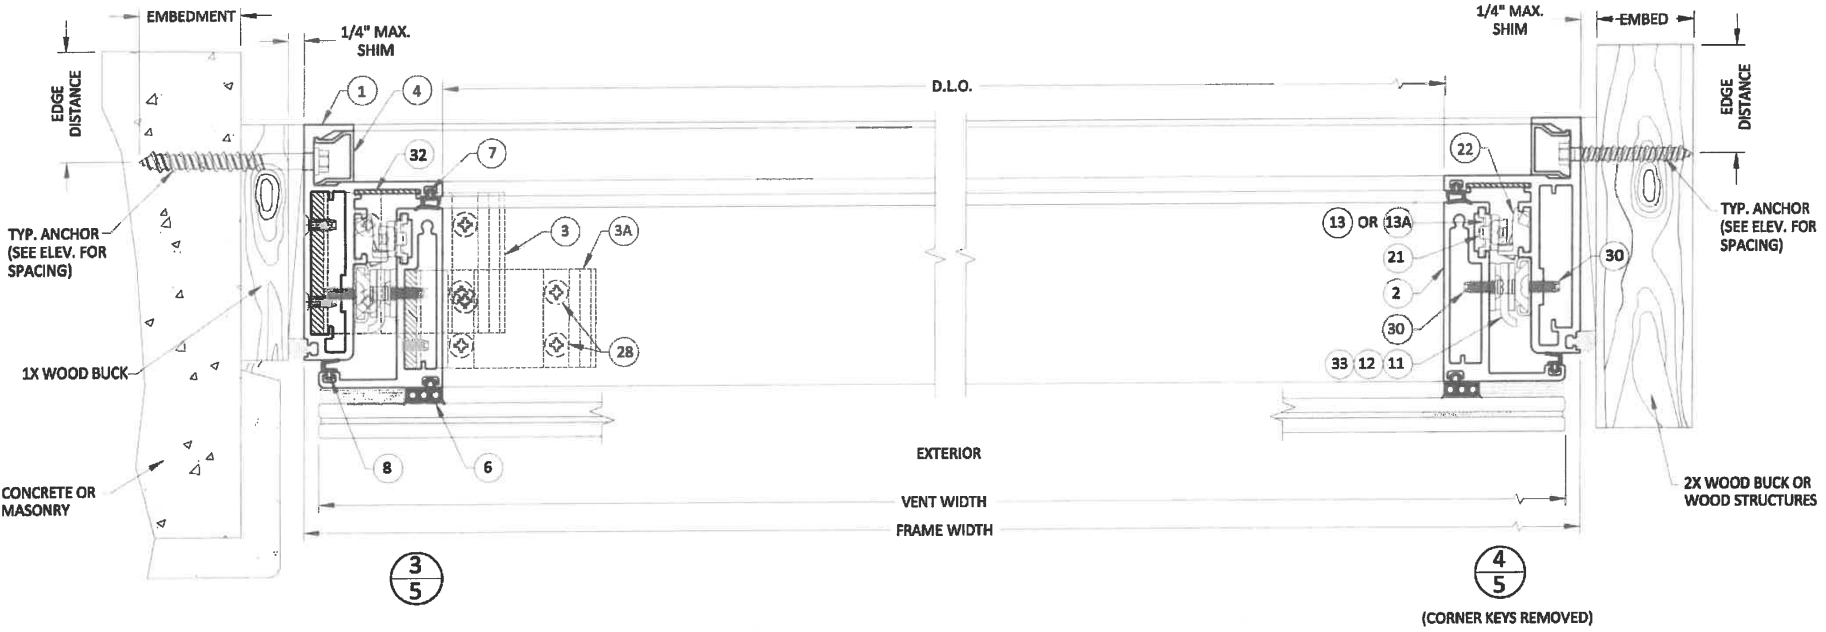 EMBEDMENT
1/4" MAX.
SHIM
1/4" MAX.
SHIM
EMBED
EDGE
DISTANCE
EDGE
DISTANCE
D.L.O.
1
4
32
7
22
3
3A
13 OR 13A
21
2
30
30
28
33 12 11
TYP. ANCHOR
(SEE ELEV. FOR
SPACING)
TYP. ANCHOR
(SEE ELEV. FOR
SPACING)
1X WOOD BUCK
8
6
EXTERIOR
CONCRETE OR
MASONRY
2X WOOD BUCK OR
WOOD STRUCTURES
VENT WIDTH
FRAME WIDTH
3
5
4
5
(CORNER KEYS REMOVED)